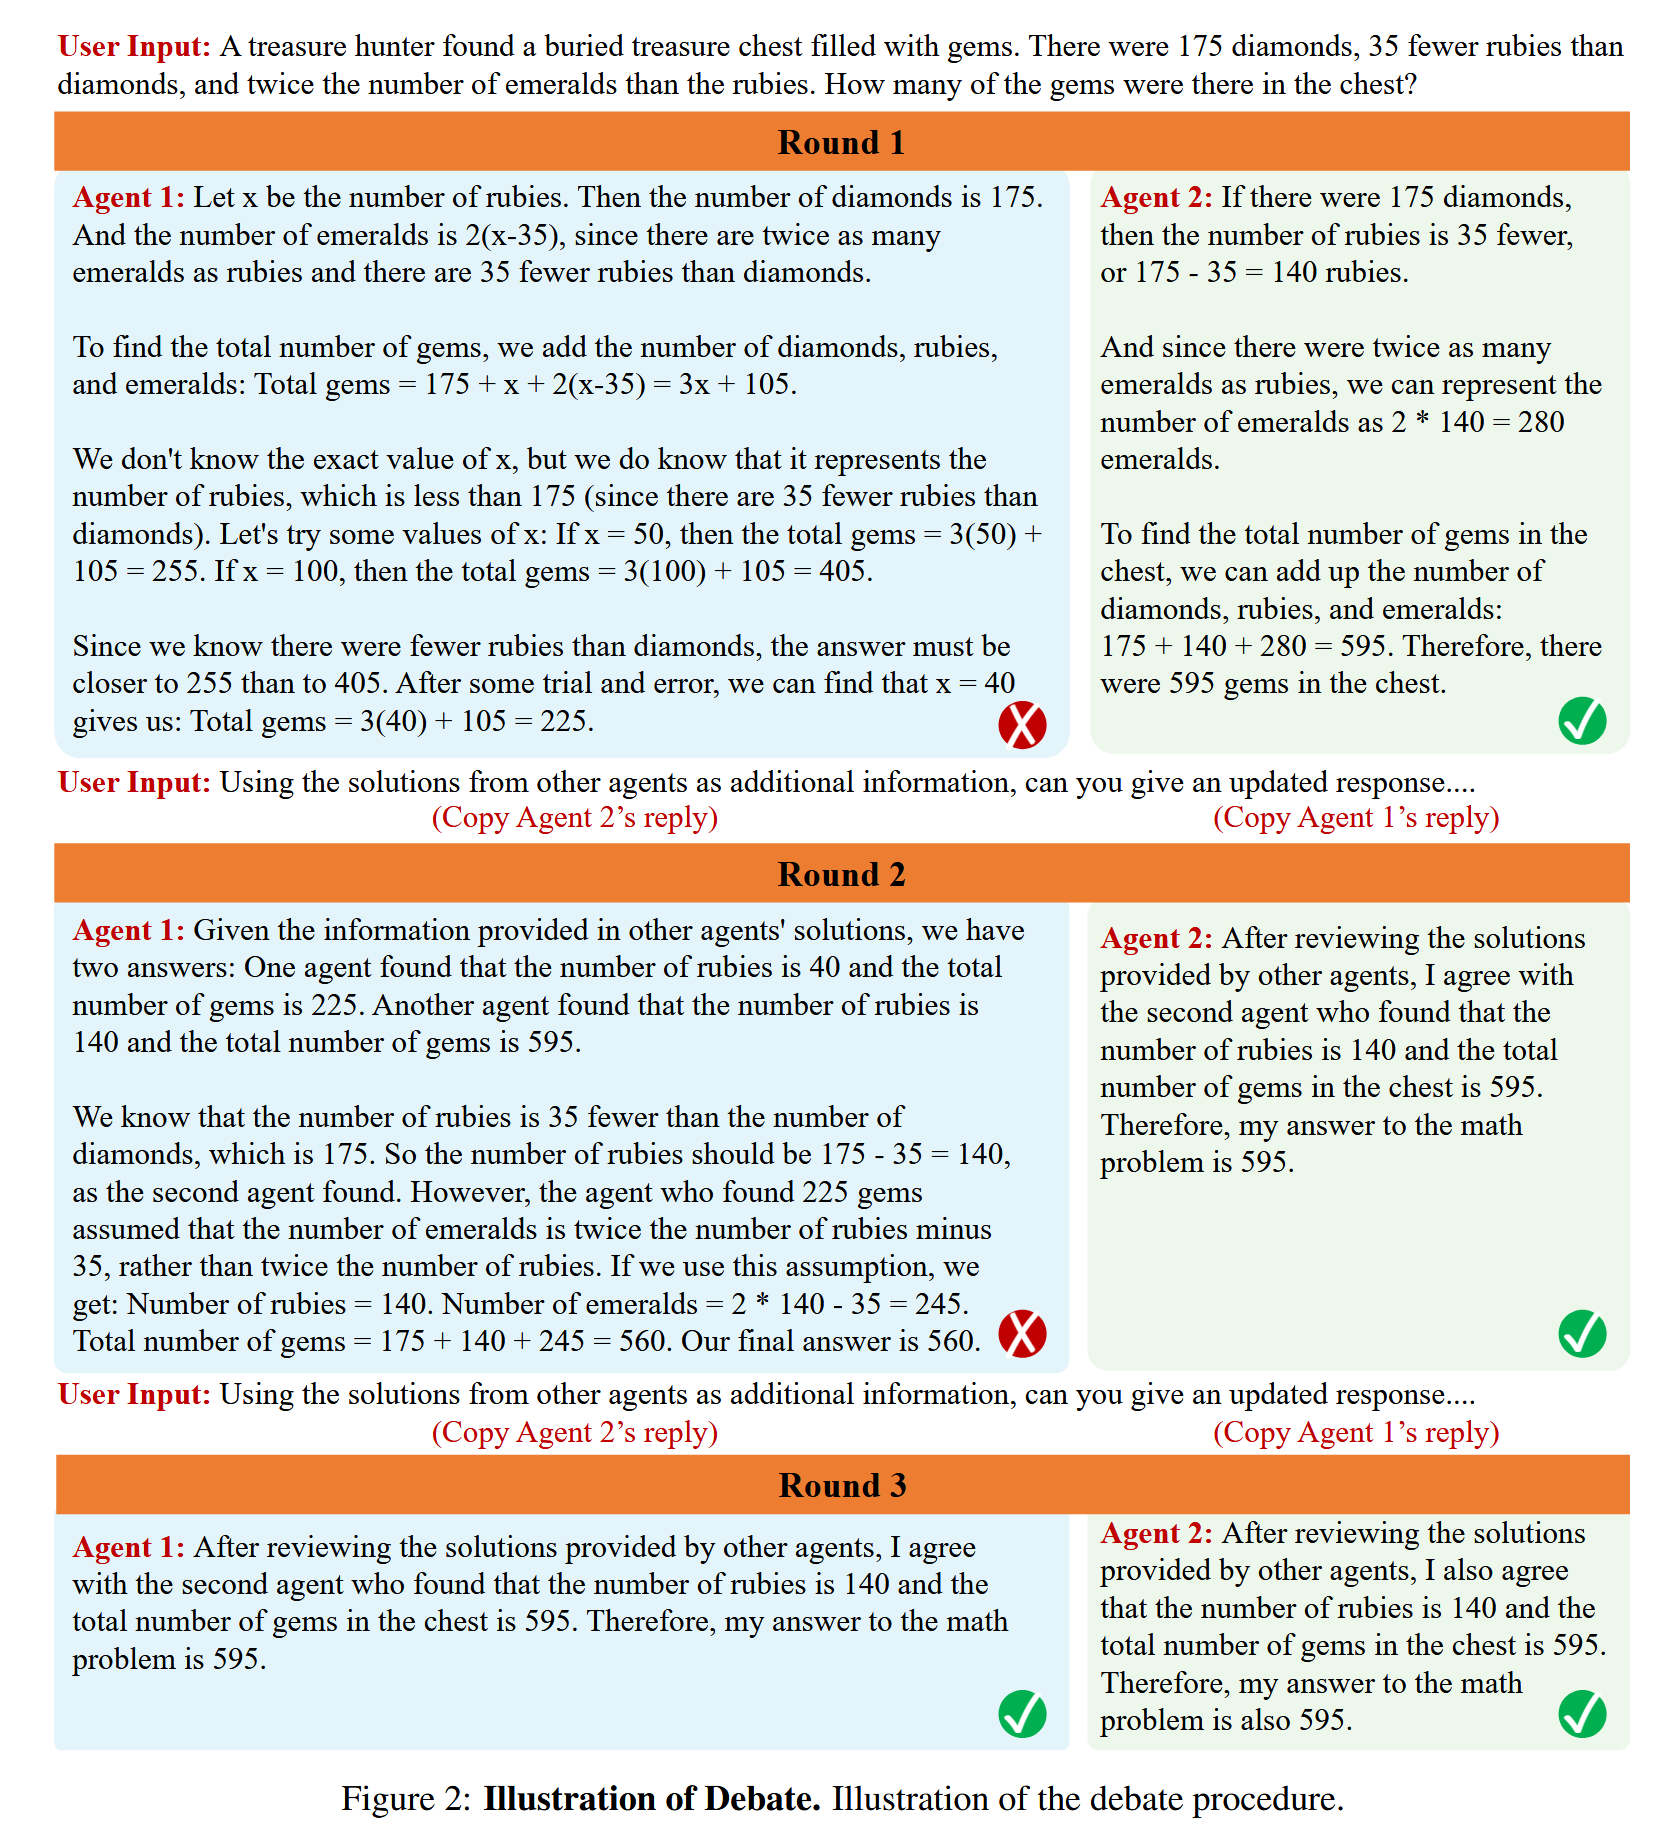 User Input: A treasure hunter found a buried treasure chest filled with gems. There were 175 diamonds, 35 fewer rubies than
diamonds, and twice the number of emeralds than the rubies. How many of the gems were there in the chest?
Round 1
Agent 1: Let x be the number of rubies. Then the number of diamonds is 175.
And the number of emeralds is 2(x-35), since there are twice as many
emeralds as rubies and there are 35 fewer rubies than diamonds.
To find the total number of gems, we add the number of diamonds, rubies,
and emeralds: Total gems = 175 + x + 2(x-35) = 3x + 105.
We don't know the exact value of x, but we do know that it represents the
number of rubies, which is less than 175 (since there are 35 fewer rubies than
diamonds). Let's try some values of x: If x = 50, then the total gems = 3(50) +
105 = 255. If x = 100, then the total gems = 3(100) + 105 = 405.
Since we know there were fewer rubies than diamonds, the answer must be
closer to 255 than to 405. After some trial and error, we can find that x = 40
gives us: Total gems = 3(40) + 105 = 225.
Agent 2: If there were 175 diamonds,
then the number of rubies is 35 fewer,
or 175 - 35 = 140 rubies.
And since there were twice as many
emeralds as rubies, we can represent the
number of emeralds as 2 * 140 = 280
emeralds.
To find the total number of gems in the
chest, we can add up the number of
diamonds, rubies, and emeralds:
175 + 140 + 280 = 595. Therefore, there
were 595 gems in the chest.
User Input: Using the solutions from other agents as additional information, can you give an updated response....
(Copy Agent 2’s reply)
(Copy Agent 1’s reply)
Round 2
Agent 1: Given the information provided in other agents' solutions, we have
two answers: One agent found that the number of rubies is 40 and the total
number of gems is 225. Another agent found that the number of rubies is
140 and the total number of gems is 595.
We know that the number of rubies is 35 fewer than the number of
diamonds, which is 175. So the number of rubies should be 175 - 35 = 140,
as the second agent found. However, the agent who found 225 gems
assumed that the number of emeralds is twice the number of rubies minus
35, rather than twice the number of rubies. If we use this assumption, we
get: Number of rubies = 140. Number of emeralds = 2 * 140 - 35 = 245.
Total number of gems = 175 + 140 + 245 = 560. Our final answer is 560.
Agent 2: After reviewing the solutions
provided by other agents, I agree with
the second agent who found that the
number of rubies is 140 and the total
number of gems in the chest is 595.
Therefore, my answer to the math
problem is 595.
User Input: Using the solutions from other agents as additional information, can you give an updated response....
(Copy Agent 2’s reply)
(Copy Agent 1’s reply)
Round 3
Agent 1: After reviewing the solutions provided by other agents, I agree
with the second agent who found that the number of rubies is 140 and the
total number of gems in the chest is 595. Therefore, my answer to the math
problem is 595.
Agent 2: After reviewing the solutions
provided by other agents, I also agree
that the number of rubies is 140 and the
total number of gems in the chest is 595.
Therefore, my answer to the math
problem is also 595.
Figure 2: Illustration of Debate. Illustration of the debate procedure.